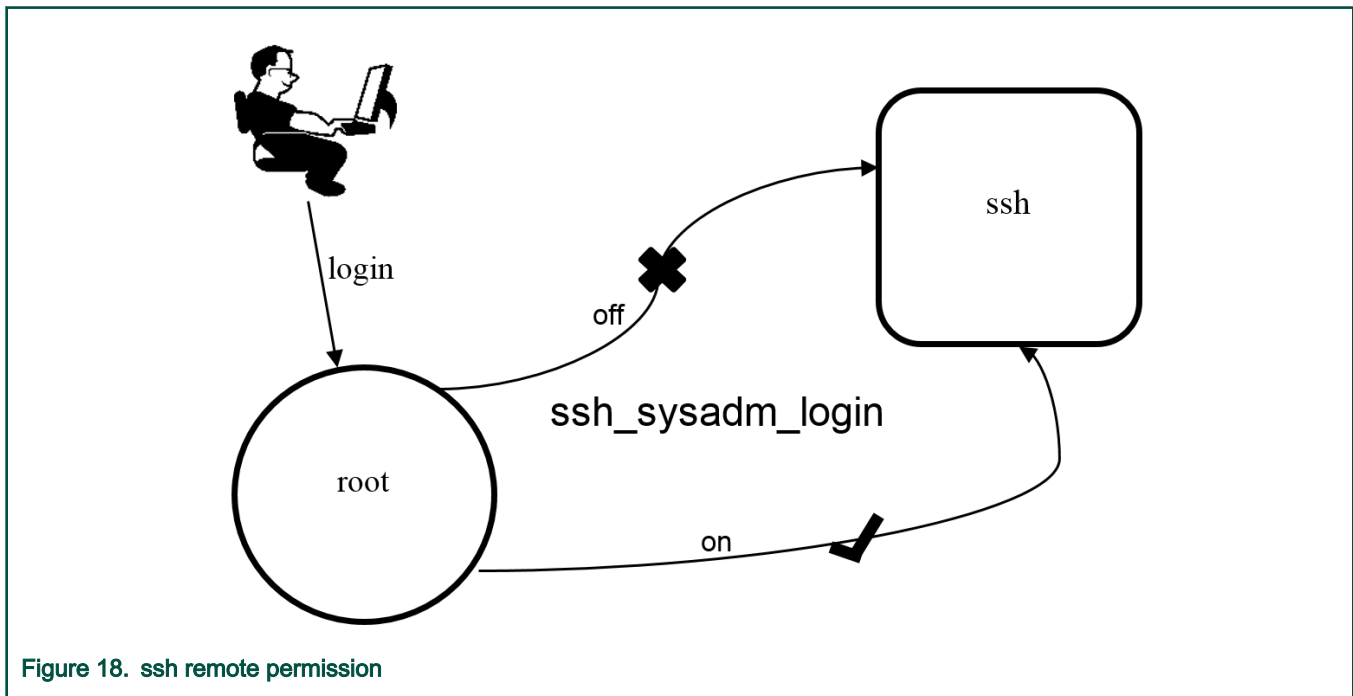 ssh
login
off
ssh_sysadm_login
root
on
Figure 18. ssh remote permission